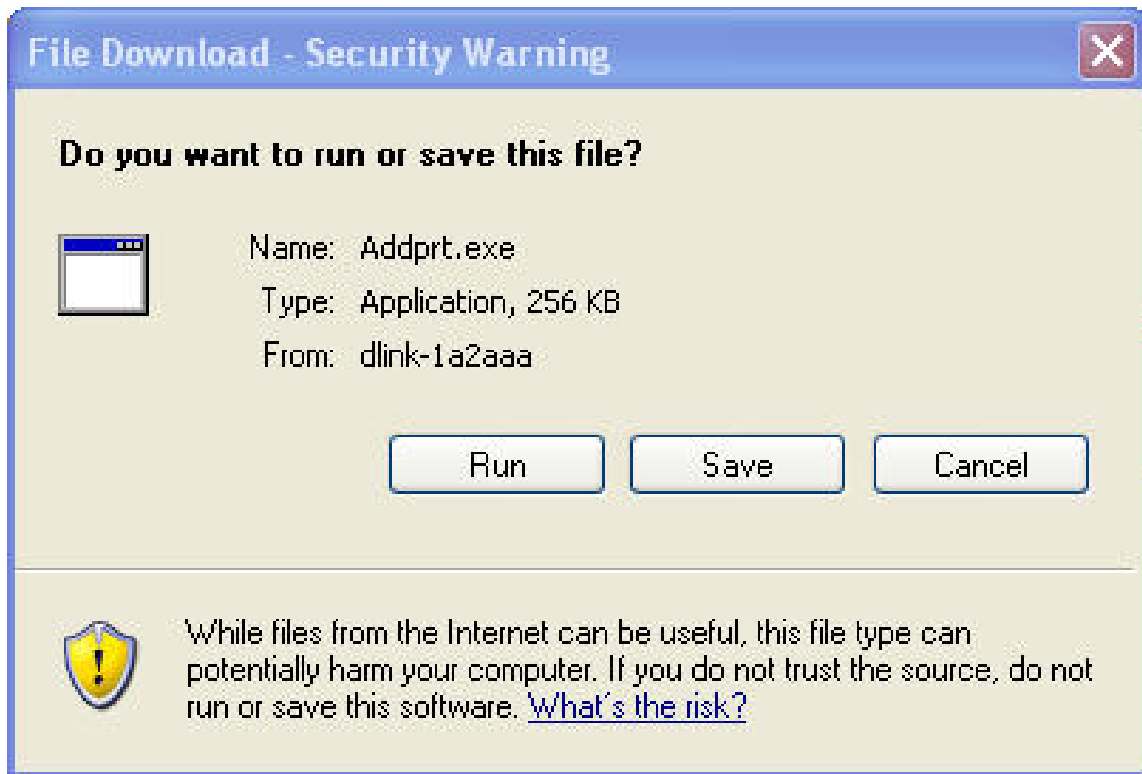 File Download - Security Warning
Do you want to run or save this file?
Name: Addprt.exe
Type: Application, 256 KB
From: dlink-1a2aaa
Run Save Cancel
While files from the Internet can be useful, this file type can
potentially harm your computer. If you do not trust the source, do not
run or save this software. What's the risk?